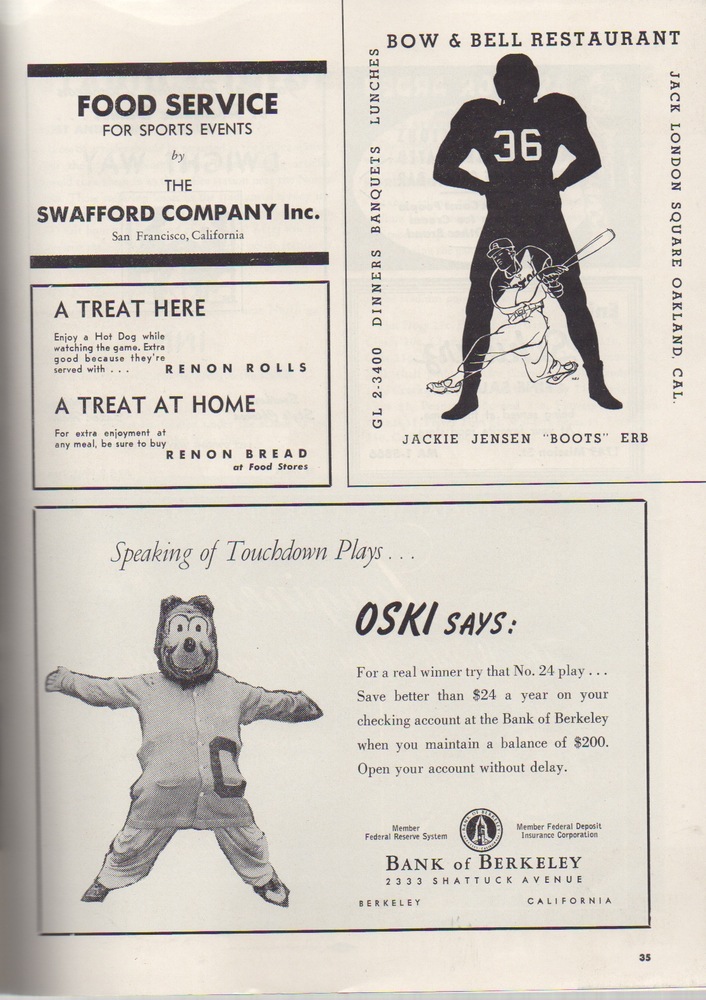 FOOD SERVICE
FOR SPORTS EVENTS
by
THE
SWAFFORD COMPANY Inc.
San Francisco, California
A TREAT HERE
Enjoy a Hot Dog while
watching the game. Extra
good because they're
served with . . . RENON ROLLS
A TREAT AT HOME
For extra enjoyment at
any meal, be sure to buy
RENON BREAD
at Food Stores
BOW & BELL RESTAURANT
GL 2-3400 DINNERS BANQUETS LUNCHES
JACK LONDON SQUARE OAKLAND, CAL.
36
JACKIE JENSEN "BOOTS" ERB
Speaking of Touchdown Plays . . .
OSKI SAYS:
For a real winner try that No. 24 play . . .
Save better than $24 a year on your
checking account at the Bank of Berkeley
when you maintain a balance of $200.
Open your account without delay.
C
Member
Federal Reserve System
Member Federal Deposit
Insurance Corporation
BANK of BERKELEY
2333 SHATTUCK AVENUE
BERKELEY CALIFORNIA
35